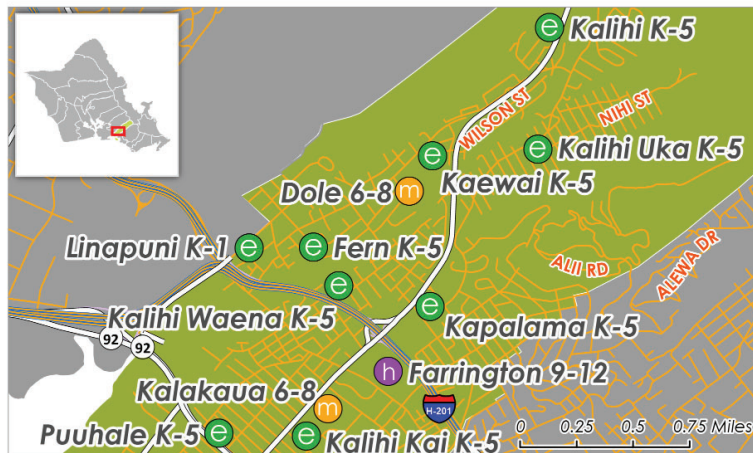 e Kalihi K-5
WILSON ST
NIHI ST
e Kalihi Uka K-5
e Kaewai K-5
Dole 6-8 m
Linapuni K-1 e
e Fern K-5
ALII RD
ALEWA DR
e
Kalihi Waena K-5
e Kapalama K-5
92
92
h Farrington 9-12
Kalakaua 6-8 m
H-201
Puuhale K-5 e
e Kalihi Kai K-5
0 0.25 0.5 0.75 Miles